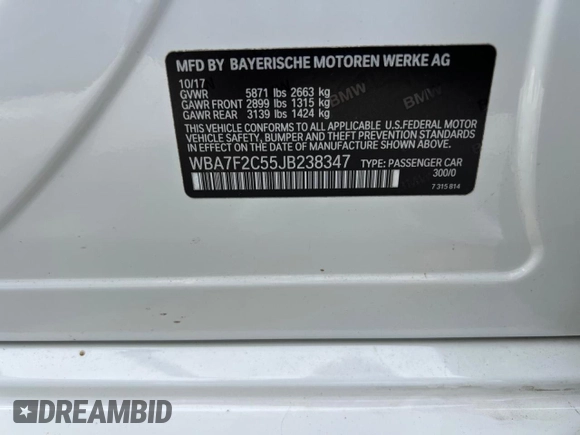 MFD BY BAYERISCHE MOTOREN WERKE AG
10/17
GVWR 5871 lbs 2663 kg
GAWR FRONT 2899 lbs 1315 kg
GAWR REAR 3139 lbs 1424 kg
THIS VEHICLE CONFORMS TO ALL APPLICABLE U.S.FEDERAL MOTOR
VEHICLE SAFETY, BUMPER AND THEFT PREVENTION STANDARDS
IN EFFECT ON THE DATE OF MANUFACTURE SHOWN ABOVE.
WBA7F2C55JB238347 TYPE: PASSENGER CAR
300/0
7 315 814
BMW
BMW
DREAMBID